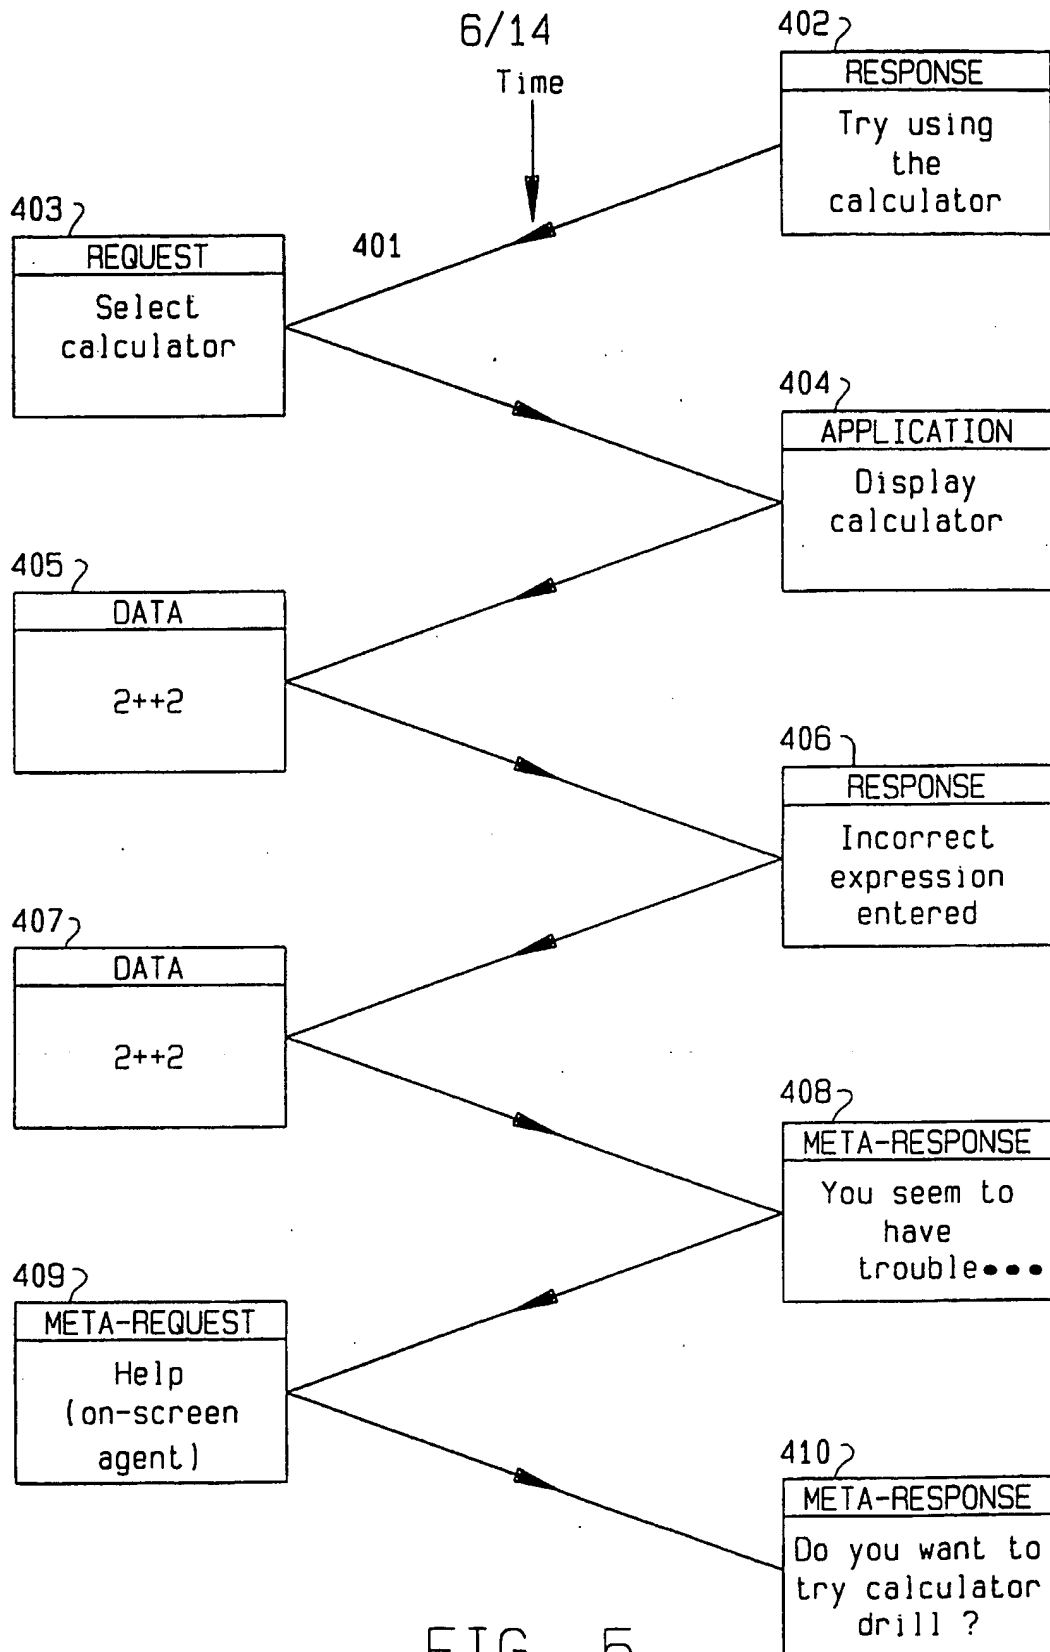 6/14
Time
402
RESPONSE
Try using
the
calculator
403
REQUEST
Select
calculator
401
404
APPLICATION
Display
calculator
405
DATA
2++2
406
RESPONSE
Incorrect
expression
entered
407
DATA
2++2
408
META-RESPONSE
You seem to
have
trouble•••
409
META-REQUEST
Help
(on-screen
agent)
410
META-RESPONSE
Do you want to
try calculator
drill ?
FIG. 5